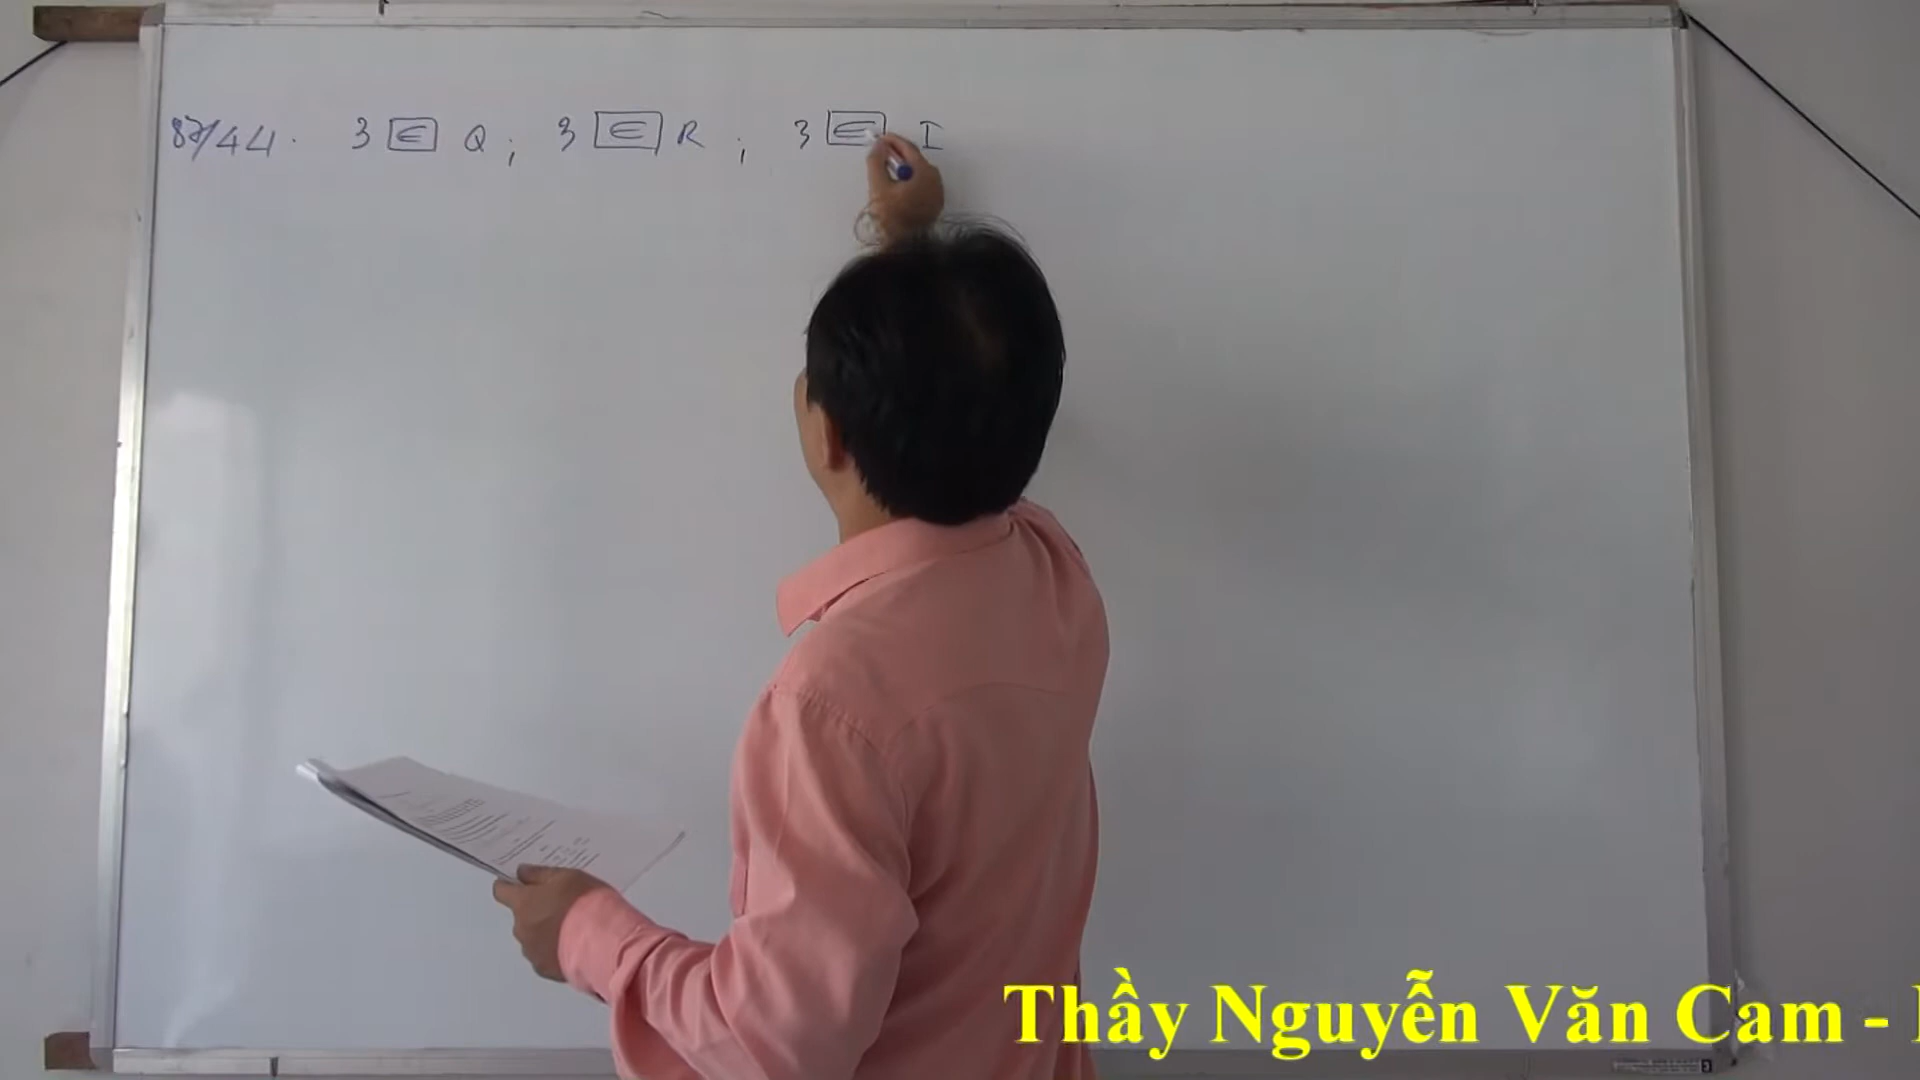 87/44. 3 ∈ Q ; 3 ∈ R ; 3 ∈ I
Thầy Nguyễn Văn Cam -